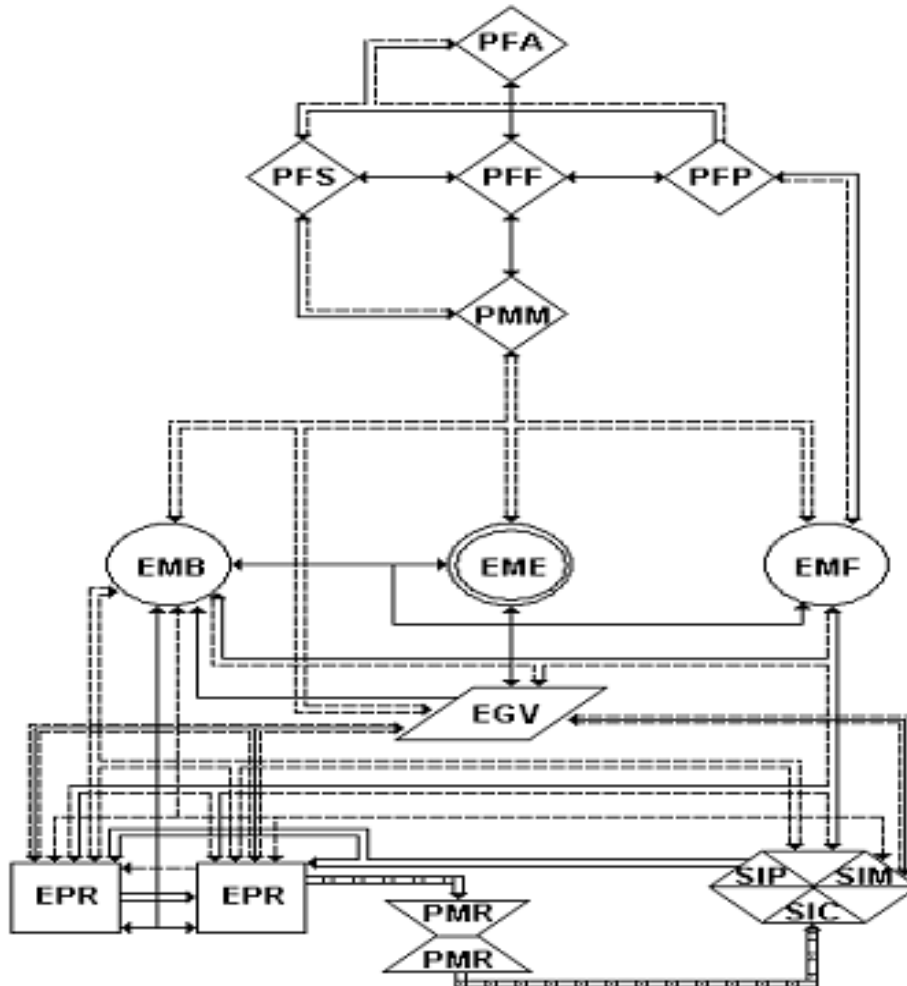 PFA
PFS PFF PFP
PMM
EMB EME EMF
EGV
SIP SIM
EPR EPR SIC
PMR
PMR